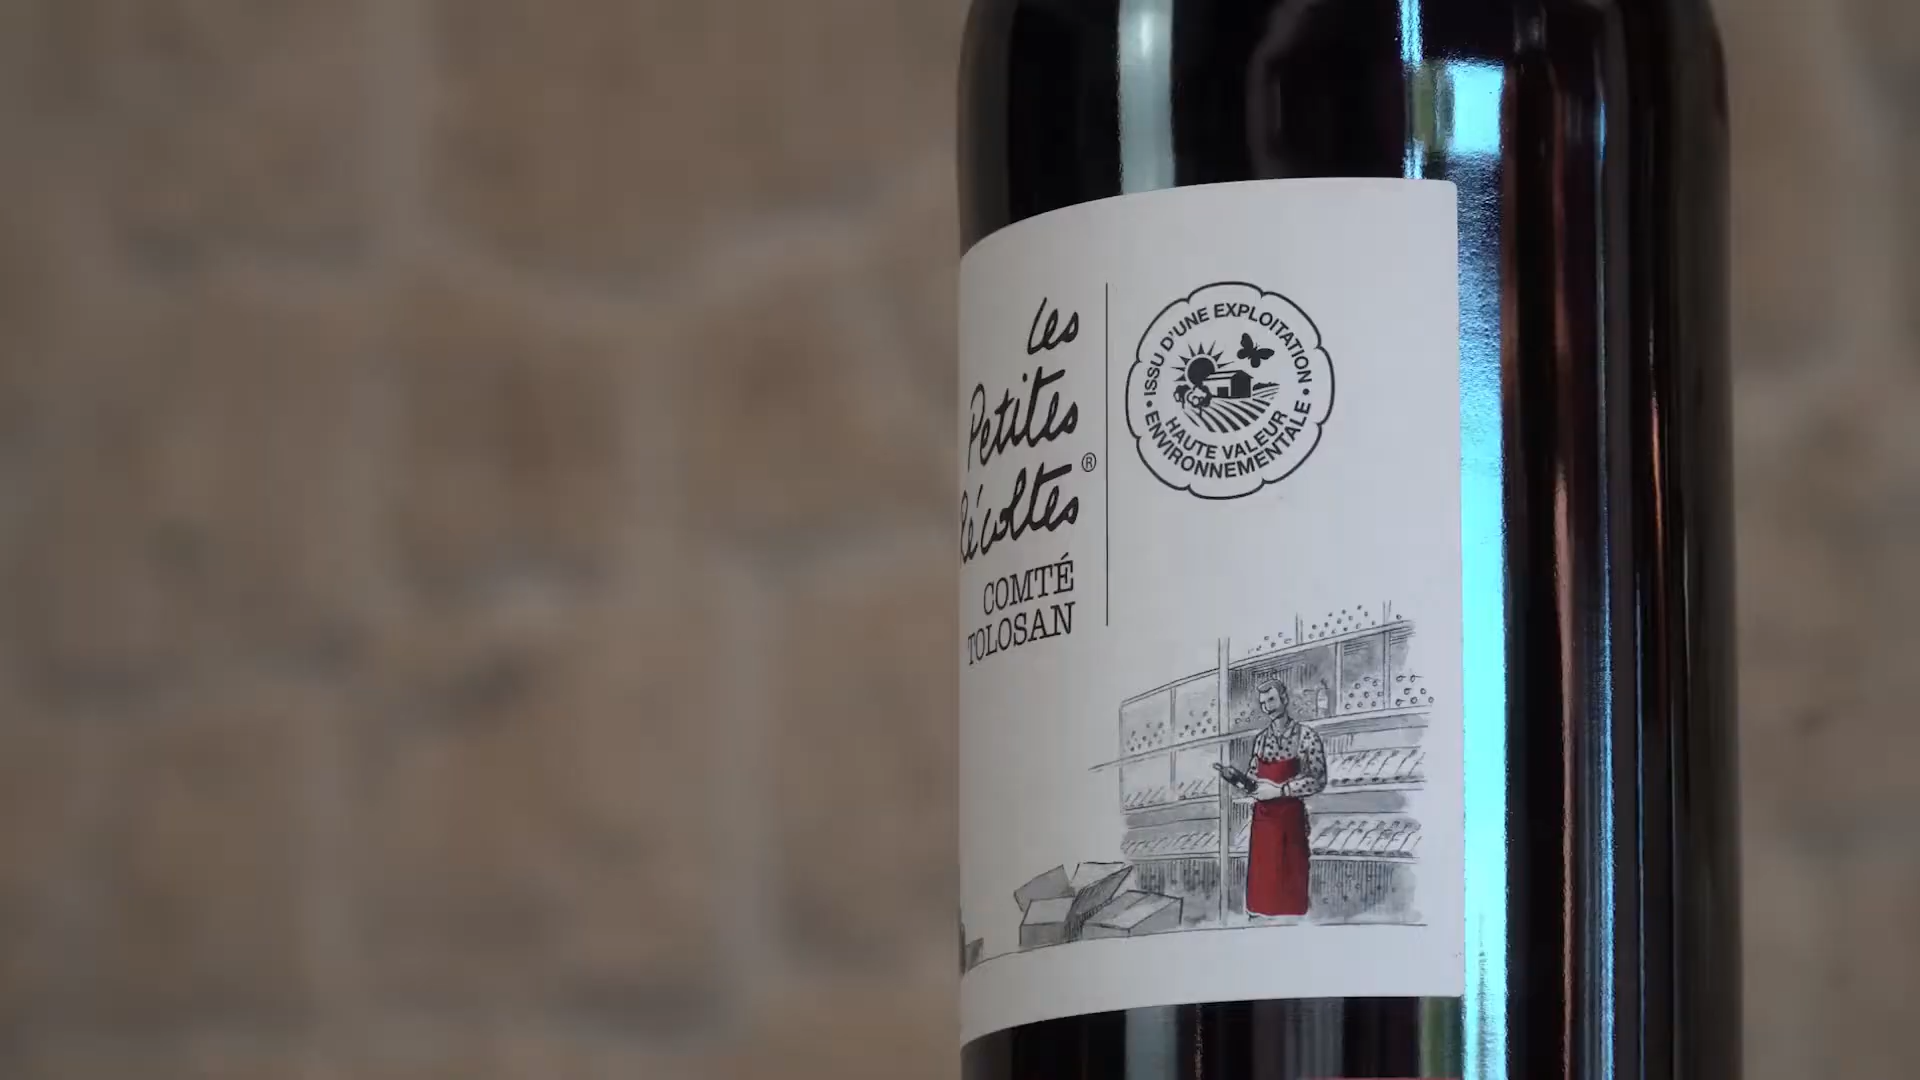 Les
Petites
Récoltes®
COMTÉ
TOLOSAN
• ISSU D'UNE EXPLOITATION •
HAUTE VALEUR
ENVIRONNEMENTALE